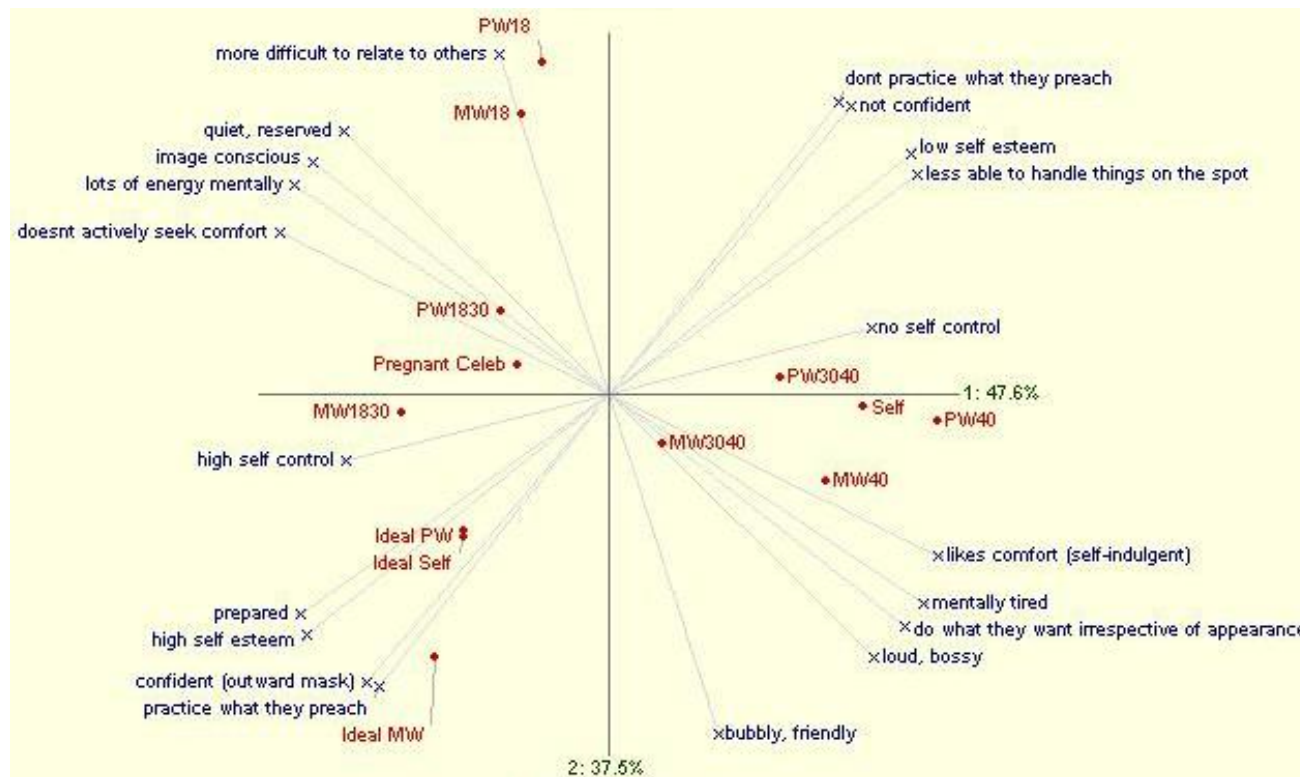 PW18
more difficult to relate to others
dont practice what they preach
not confident
MW18
quiet, reserved
image conscious
low self esteem
lots of energy mentally
less able to handle things on the spot
doesnt actively seek comfort
PW1830
no self control
Pregnant Celeb
PW3040
1: 47.6%
MW1830
Self
PW40
MW3040
high self control
MW40
Ideal PW
Ideal Self
likes comfort (self-indulgent)
prepared
mentally tired
high self esteem
do what they want irrespective of appearance
loud, bossy
confident (outward mask)
practice what they preach
Ideal MW
bubbly, friendly
2: 37.5%